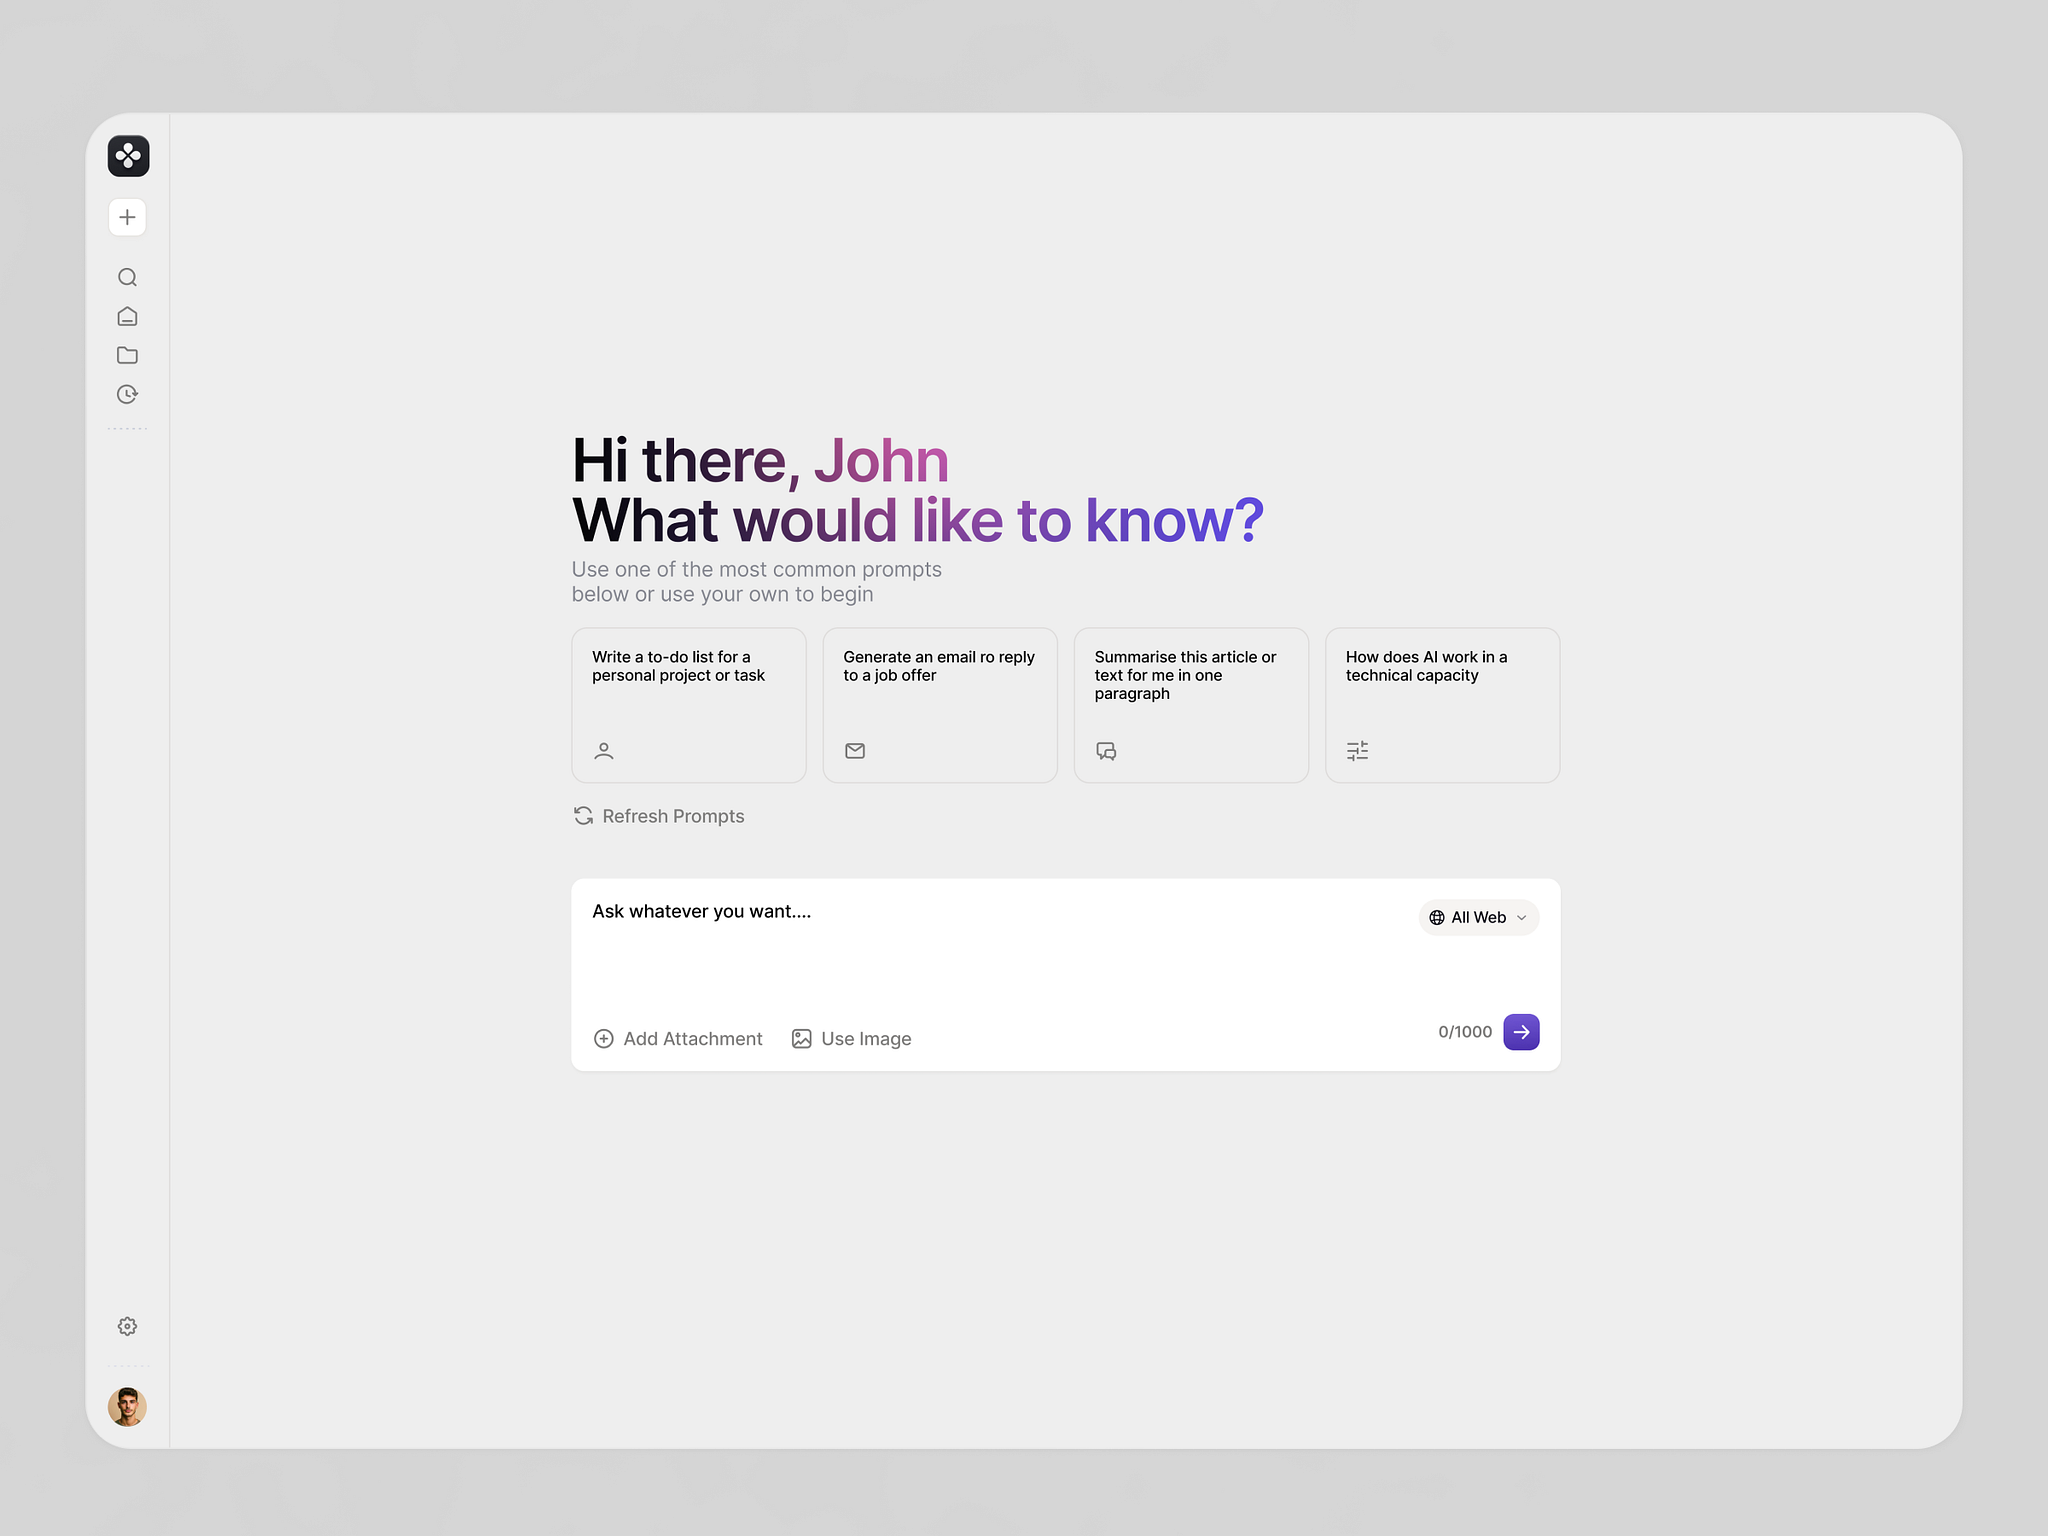 Hi there, John
What would like to know?
Use one of the most common prompts
below or use your own to begin
Write a to-do list for a
personal project or task
Generate an email ro reply
to a job offer
Summarise this article or
text for me in one
paragraph
How does AI work in a
technical capacity
Refresh Prompts
Ask whatever you want....
All Web
Add Attachment
Use Image
0/1000